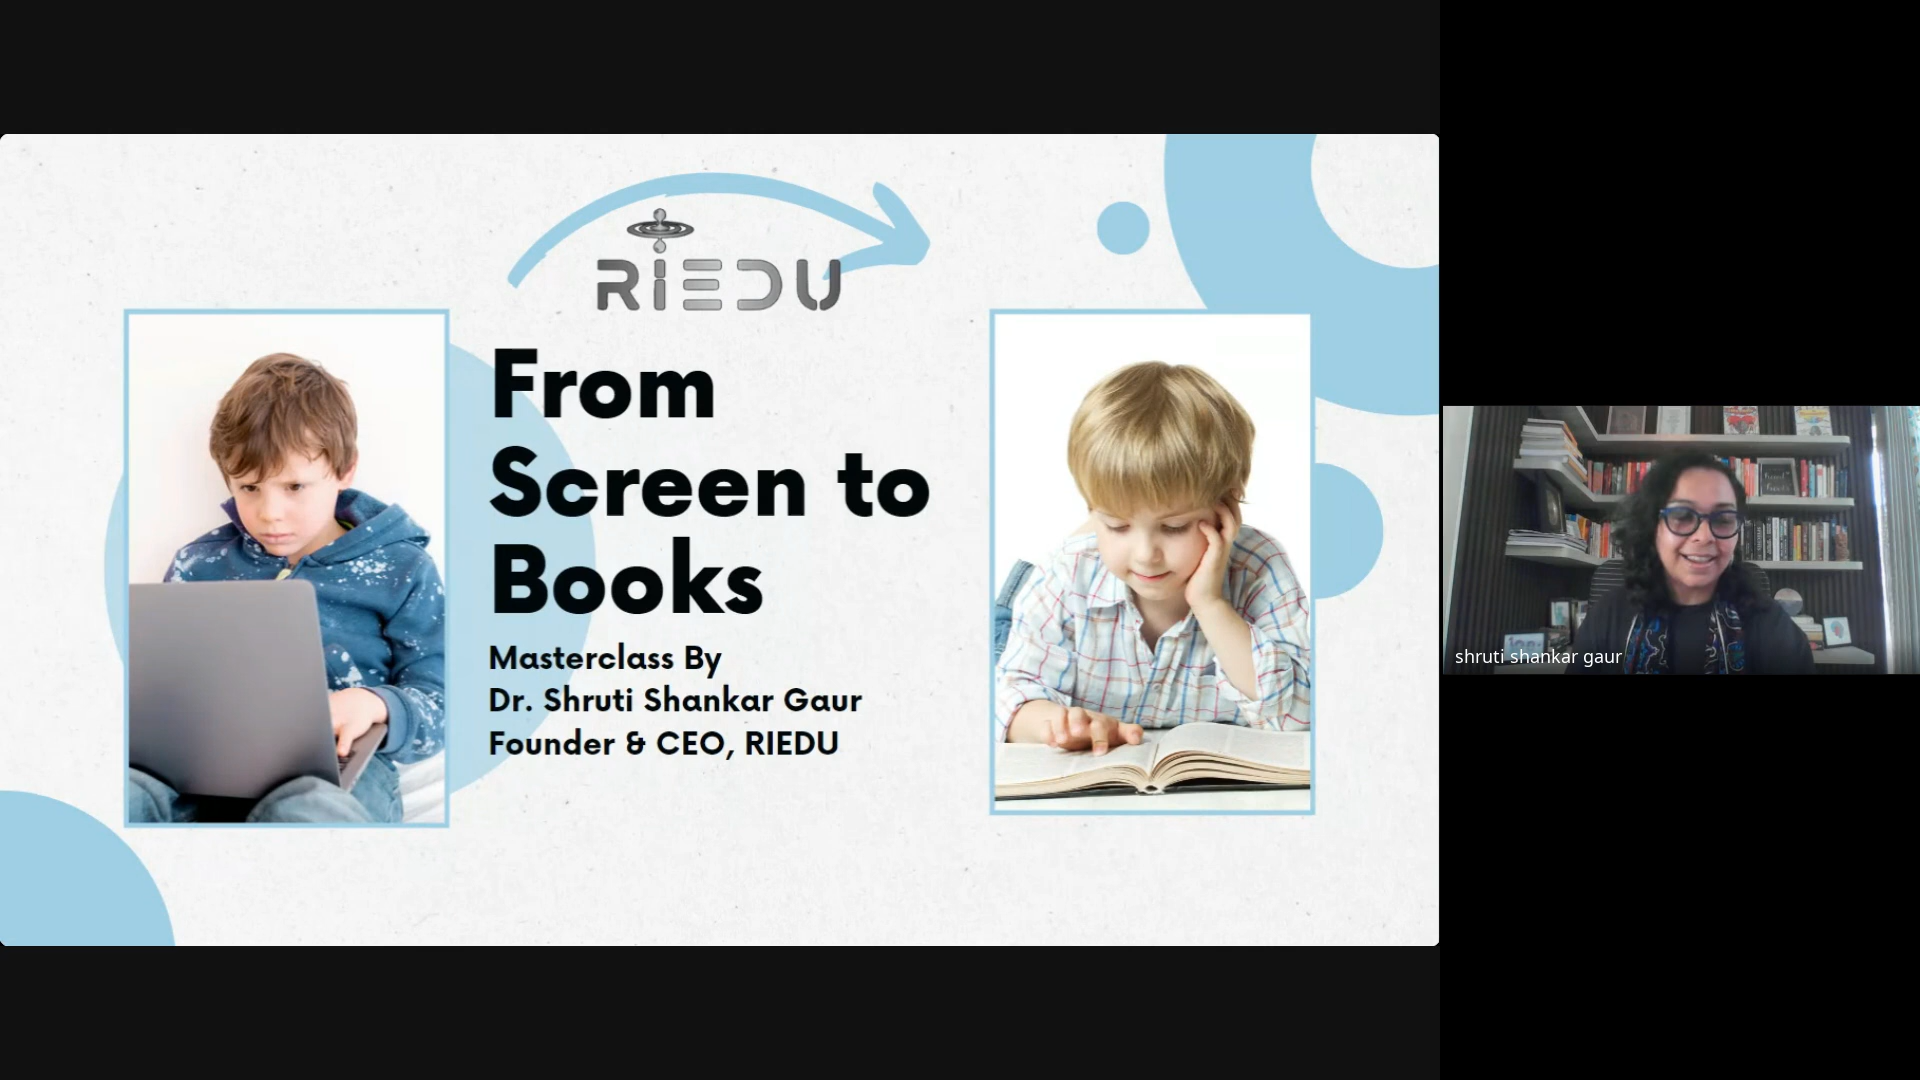 RIEDU
From
Screen to
Books
Masterclass By
Dr. Shruti Shankar Gaur
Founder & CEO, RIEDU
shruti shankar gaur